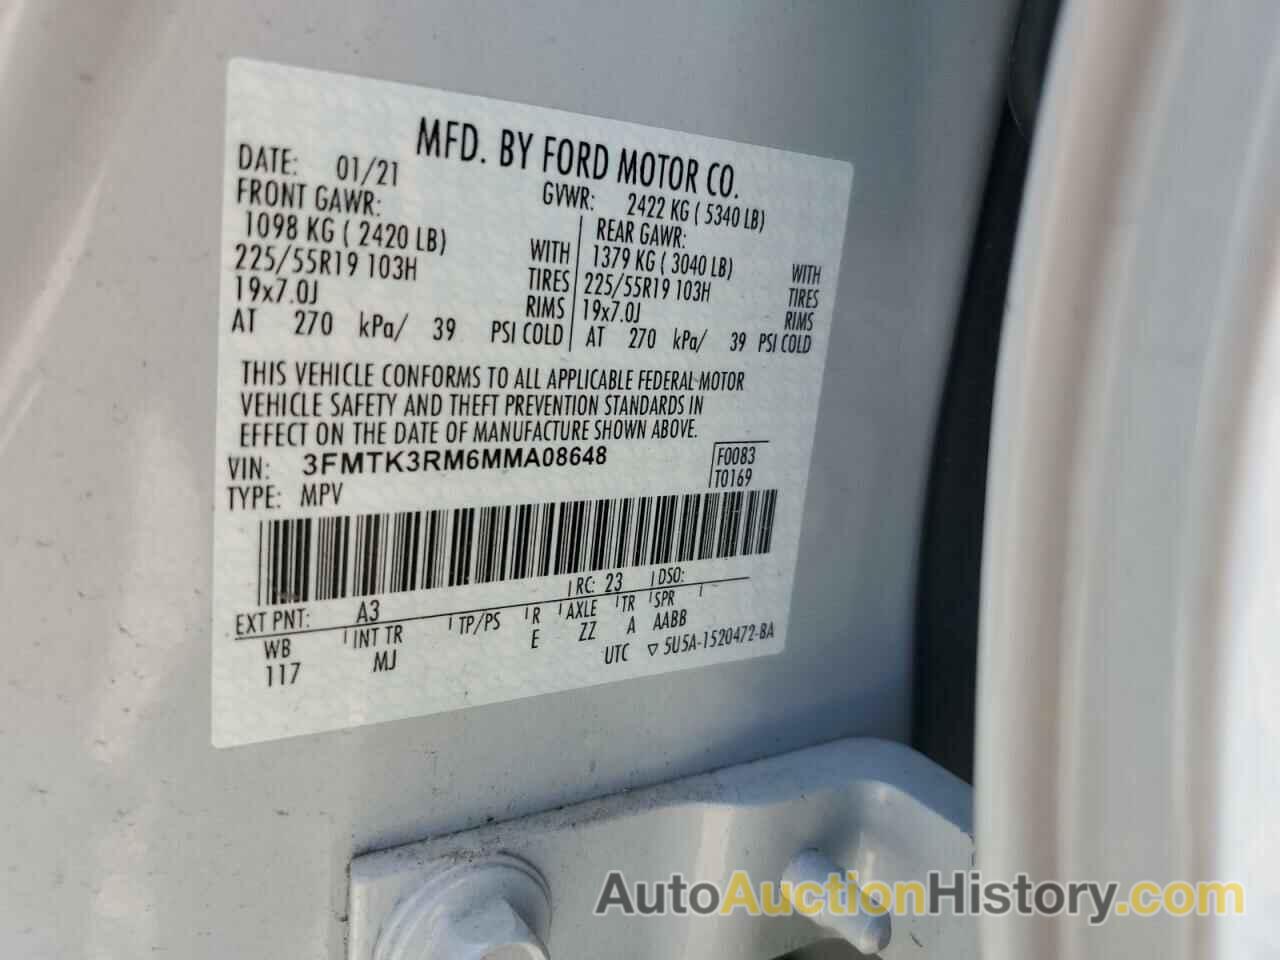 MFD. BY FORD MOTOR CO.
DATE: 01/21 GVWR: 2422 KG ( 5340 LB)
FRONT GAWR: REAR GAWR:
1098 KG ( 2420 LB) WITH 1379 KG ( 3040 LB) WITH
225/55R19 103H TIRES 225/55R19 103H TIRES
19x7.0J RIMS 19x7.0J RIMS
AT 270 kPa/ 39 PSI COLD AT 270 kPa/ 39 PSI COLD
THIS VEHICLE CONFORMS TO ALL APPLICABLE FEDERAL MOTOR
VEHICLE SAFETY AND THEFT PREVENTION STANDARDS IN
EFFECT ON THE DATE OF MANUFACTURE SHOWN ABOVE.
VIN: 3FMTK3RM6MMA08648 F0083
TYPE: MPV T0169
EXT PNT: A3 RC: 23 DSO:
WB INT TR TP/PS R AXLE TR SPR
117 MJ E ZZ A AABB
UTC ▽ 5U5A-1520472-BA
AutoAuctionHistory.com